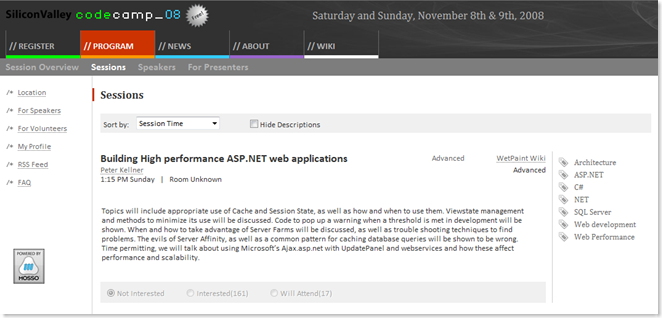 SiliconValley codecamp_08 FREE
Saturday and Sunday, November 8th & 9th, 2008
// REGISTER // PROGRAM // NEWS // ABOUT // WIKI
Session Overview Sessions Speakers For Presenters
/* Location
/* For Speakers
/* For Volunteers
/* My Profile
/* RSS Feed
/* FAQ
POWERED BY
MOSSO
Sessions
Sort by: Session Time Hide Descriptions
Building High performance ASP.NET web applications Advanced WetPaint Wiki
Peter Kellner Advanced
1:15 PM Sunday | Room Unknown
Topics will include appropriate use of Cache and Session State, as well as how and when to use them. Viewstate management
and methods to minimize its use will be discussed. Code to pop up a warning when a threshold is met in development will be
shown. When and how to take advantage of Server Farms will be discussed, as well as trouble shooting techniques to find
problems. The evils of Server Affinity, as well as a common pattern for caching database queries will be shown to be wrong.
Time permitting, we will talk about using Microsoft's Ajax.asp.net with UpdatePanel and webservices and how these affect
performance and scalability.
Not Interested Interested(161) Will Attend(17)
Architecture
ASP.NET
C#
NET
SQL Server
Web development
Web Performance